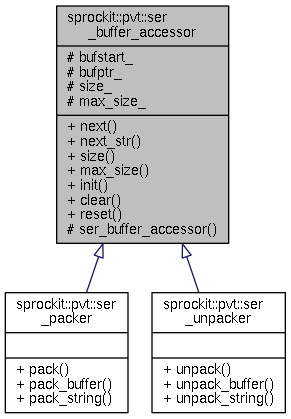 sprockit::pvt::ser
_buffer_accessor
# bufstart_
# bufptr_
# size_
# max_size_
+ next()
+ next_str()
+ size()
+ max_size()
+ init()
+ clear()
+ reset()
# ser_buffer_accessor()
sprockit::pvt::ser
_packer
+ pack()
+ pack_buffer()
+ pack_string()
sprockit::pvt::ser
_unpacker
+ unpack()
+ unpack_buffer()
+ unpack_string()